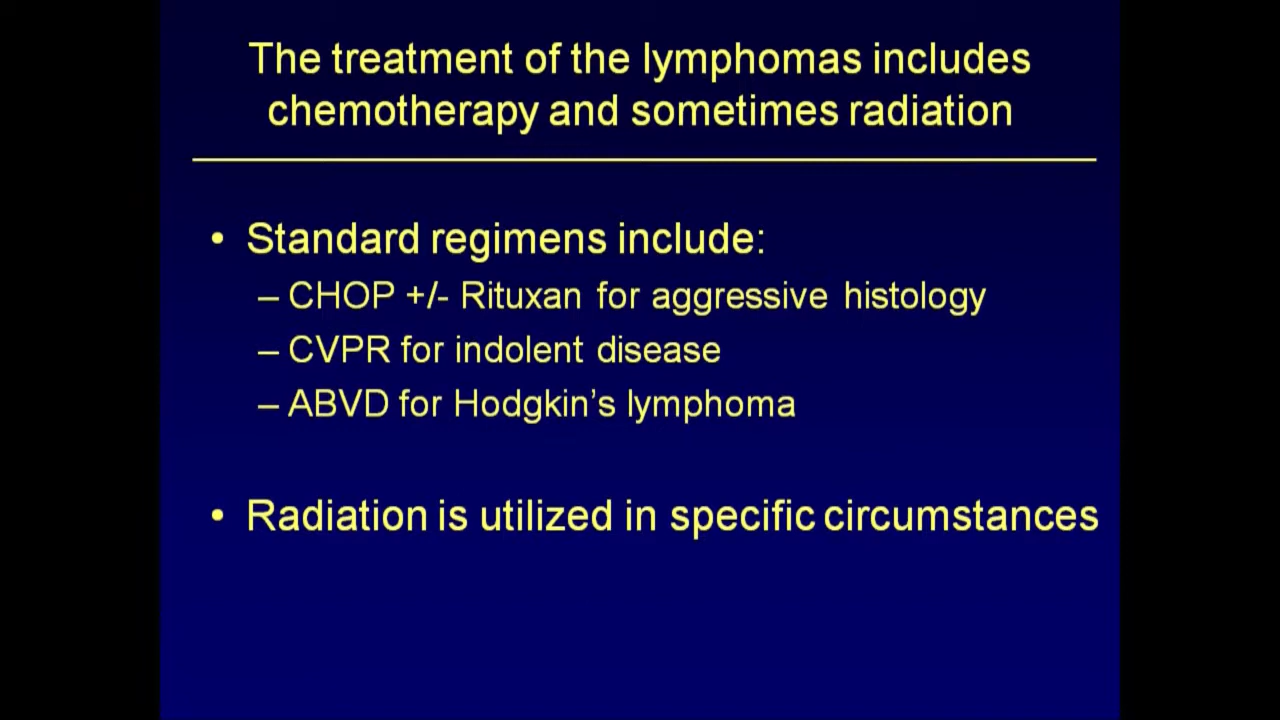 The treatment of the lymphomas includes
chemotherapy and sometimes radiation
• Standard regimens include:
– CHOP +/- Rituxan for aggressive histology
– CVPR for indolent disease
– ABVD for Hodgkin's lymphoma
• Radiation is utilized in specific circumstances